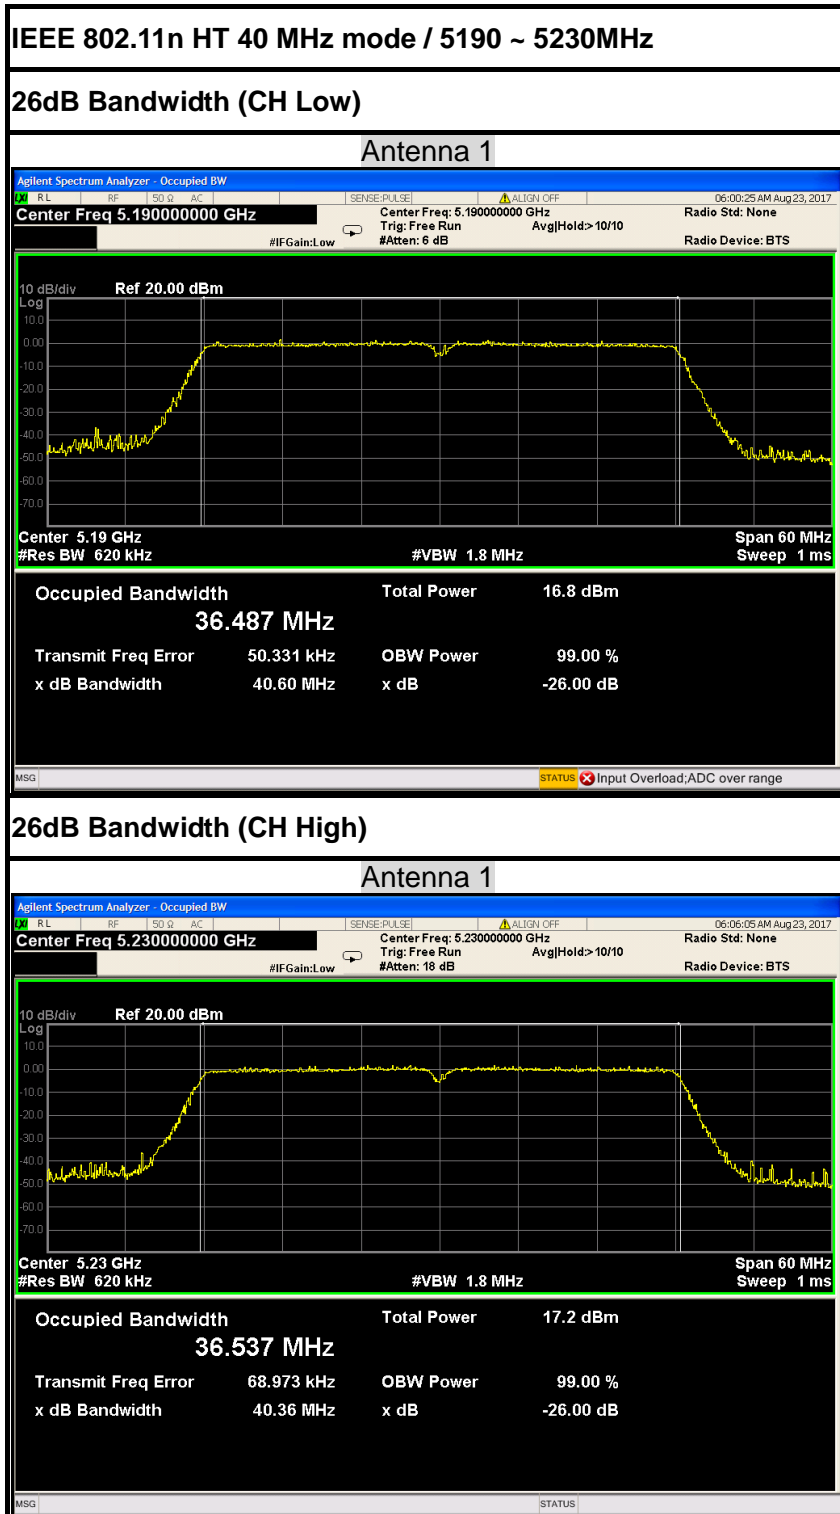 IEEE 802.11n HT 40 MHz mode / 5190 ~ 5230MHz
26dB Bandwidth (CH Low)
Antenna 1
Agilent Spectrum Analyzer - Occupied BW
LXI RL RF 50 Ω AC SENSE:PULSE ALIGN OFF 06:00:25 AM Aug 23, 2017
Center Freq 5.190000000 GHz Center Freq: 5.190000000 GHz Radio Std: None
Trig: Free Run Avg|Hold:>10/10
#IFGain:Low #Atten: 6 dB Radio Device: BTS
10 dB/div Ref 20.00 dBm
Log
10.0
0.00
-10.0
-20.0
-30.0
-40.0
-50.0
-60.0
-70.0
Center 5.19 GHz Span 60 MHz
#Res BW 620 kHz #VBW 1.8 MHz Sweep 1 ms
Occupied Bandwidth Total Power 16.8 dBm
36.487 MHz
Transmit Freq Error 50.331 kHz OBW Power 99.00 %
x dB Bandwidth 40.60 MHz x dB -26.00 dB
MSG STATUS Input Overload;ADC over range
26dB Bandwidth (CH High)
Antenna 1
Agilent Spectrum Analyzer - Occupied BW
LXI RL RF 50 Ω AC SENSE:PULSE ALIGN OFF 06:06:05 AM Aug 23, 2017
Center Freq 5.230000000 GHz Center Freq: 5.230000000 GHz Radio Std: None
Trig: Free Run Avg|Hold:>10/10
#IFGain:Low #Atten: 18 dB Radio Device: BTS
10 dB/div Ref 20.00 dBm
Log
10.0
0.00
-10.0
-20.0
-30.0
-40.0
-50.0
-60.0
-70.0
Center 5.23 GHz Span 60 MHz
#Res BW 620 kHz #VBW 1.8 MHz Sweep 1 ms
Occupied Bandwidth Total Power 17.2 dBm
36.537 MHz
Transmit Freq Error 68.973 kHz OBW Power 99.00 %
x dB Bandwidth 40.36 MHz x dB -26.00 dB
MSG STATUS